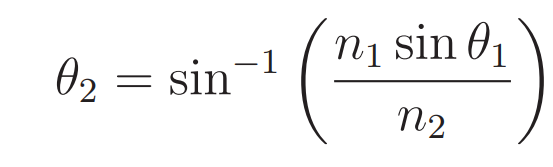 θ₂ = sin⁻¹ (n₁ sin θ₁ / n₂)